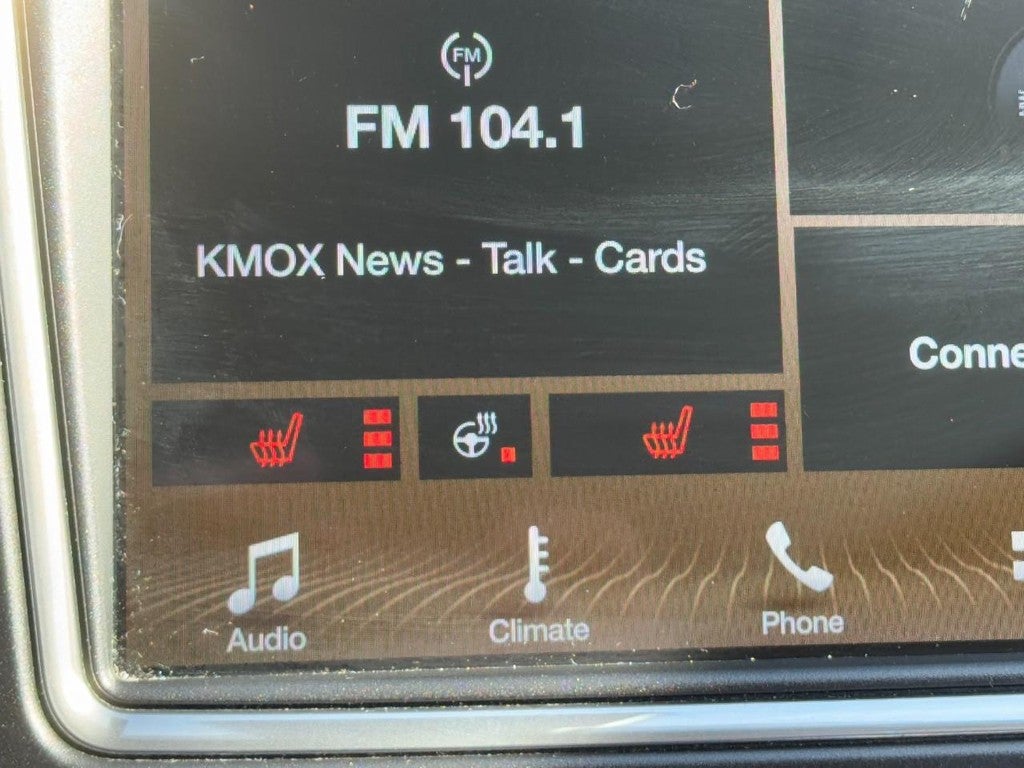 FM
FM 104.1
KMOX News - Talk - Cards
Conne
Audio
Climate
Phone